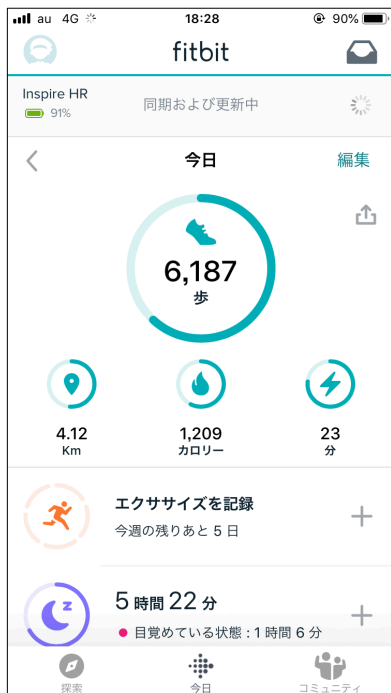 au 4G 18:28 90%
fitbit
Inspire HR
91%
同期および更新中
今日 編集
6,187
歩
4.12 1,209 23
Km カロリー 分
エクササイズを記録
今週の残りあと 5 日
5 時間 22 分
目覚めている状態 : 1 時間 6 分
探索 今日 コミュニティ